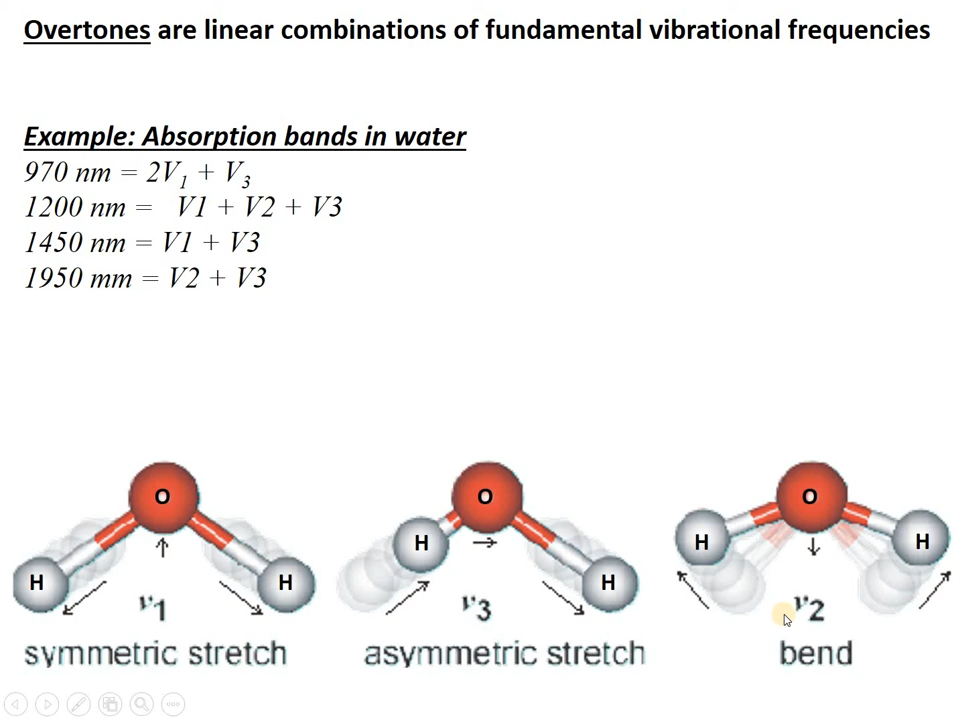 Overtones are linear combinations of fundamental vibrational frequencies
Example: Absorption bands in water
970 nm = 2V₁ + V₃
1200 nm = V1 + V2 + V3
1450 nm = V1 + V3
1950 mm = V2 + V3
O
H
H
ν1
symmetric stretch
O
H
H
ν3
asymmetric stretch
O
H
H
ν2
bend